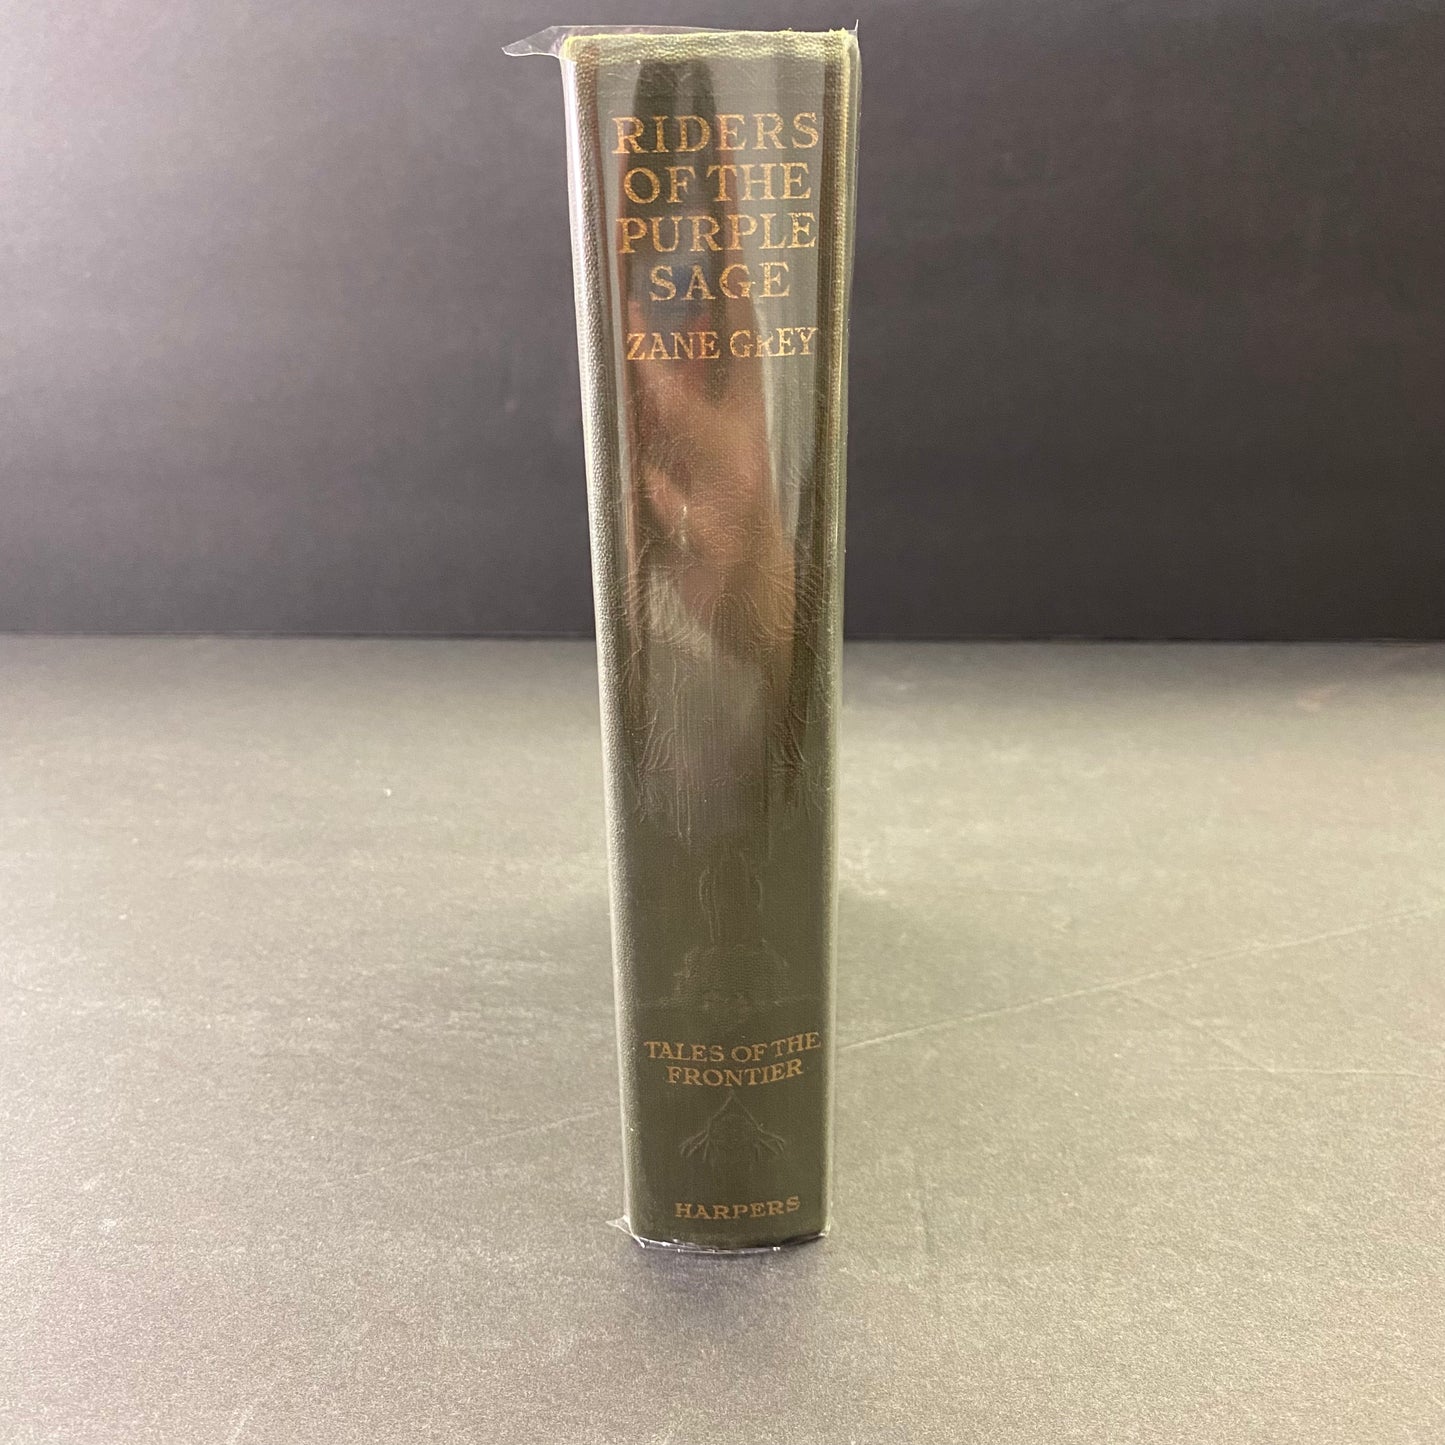 RIDERS
OF THE
PURPLE
SAGE
ZANE GREY
TALES OF THE
FRONTIER
HARPERS